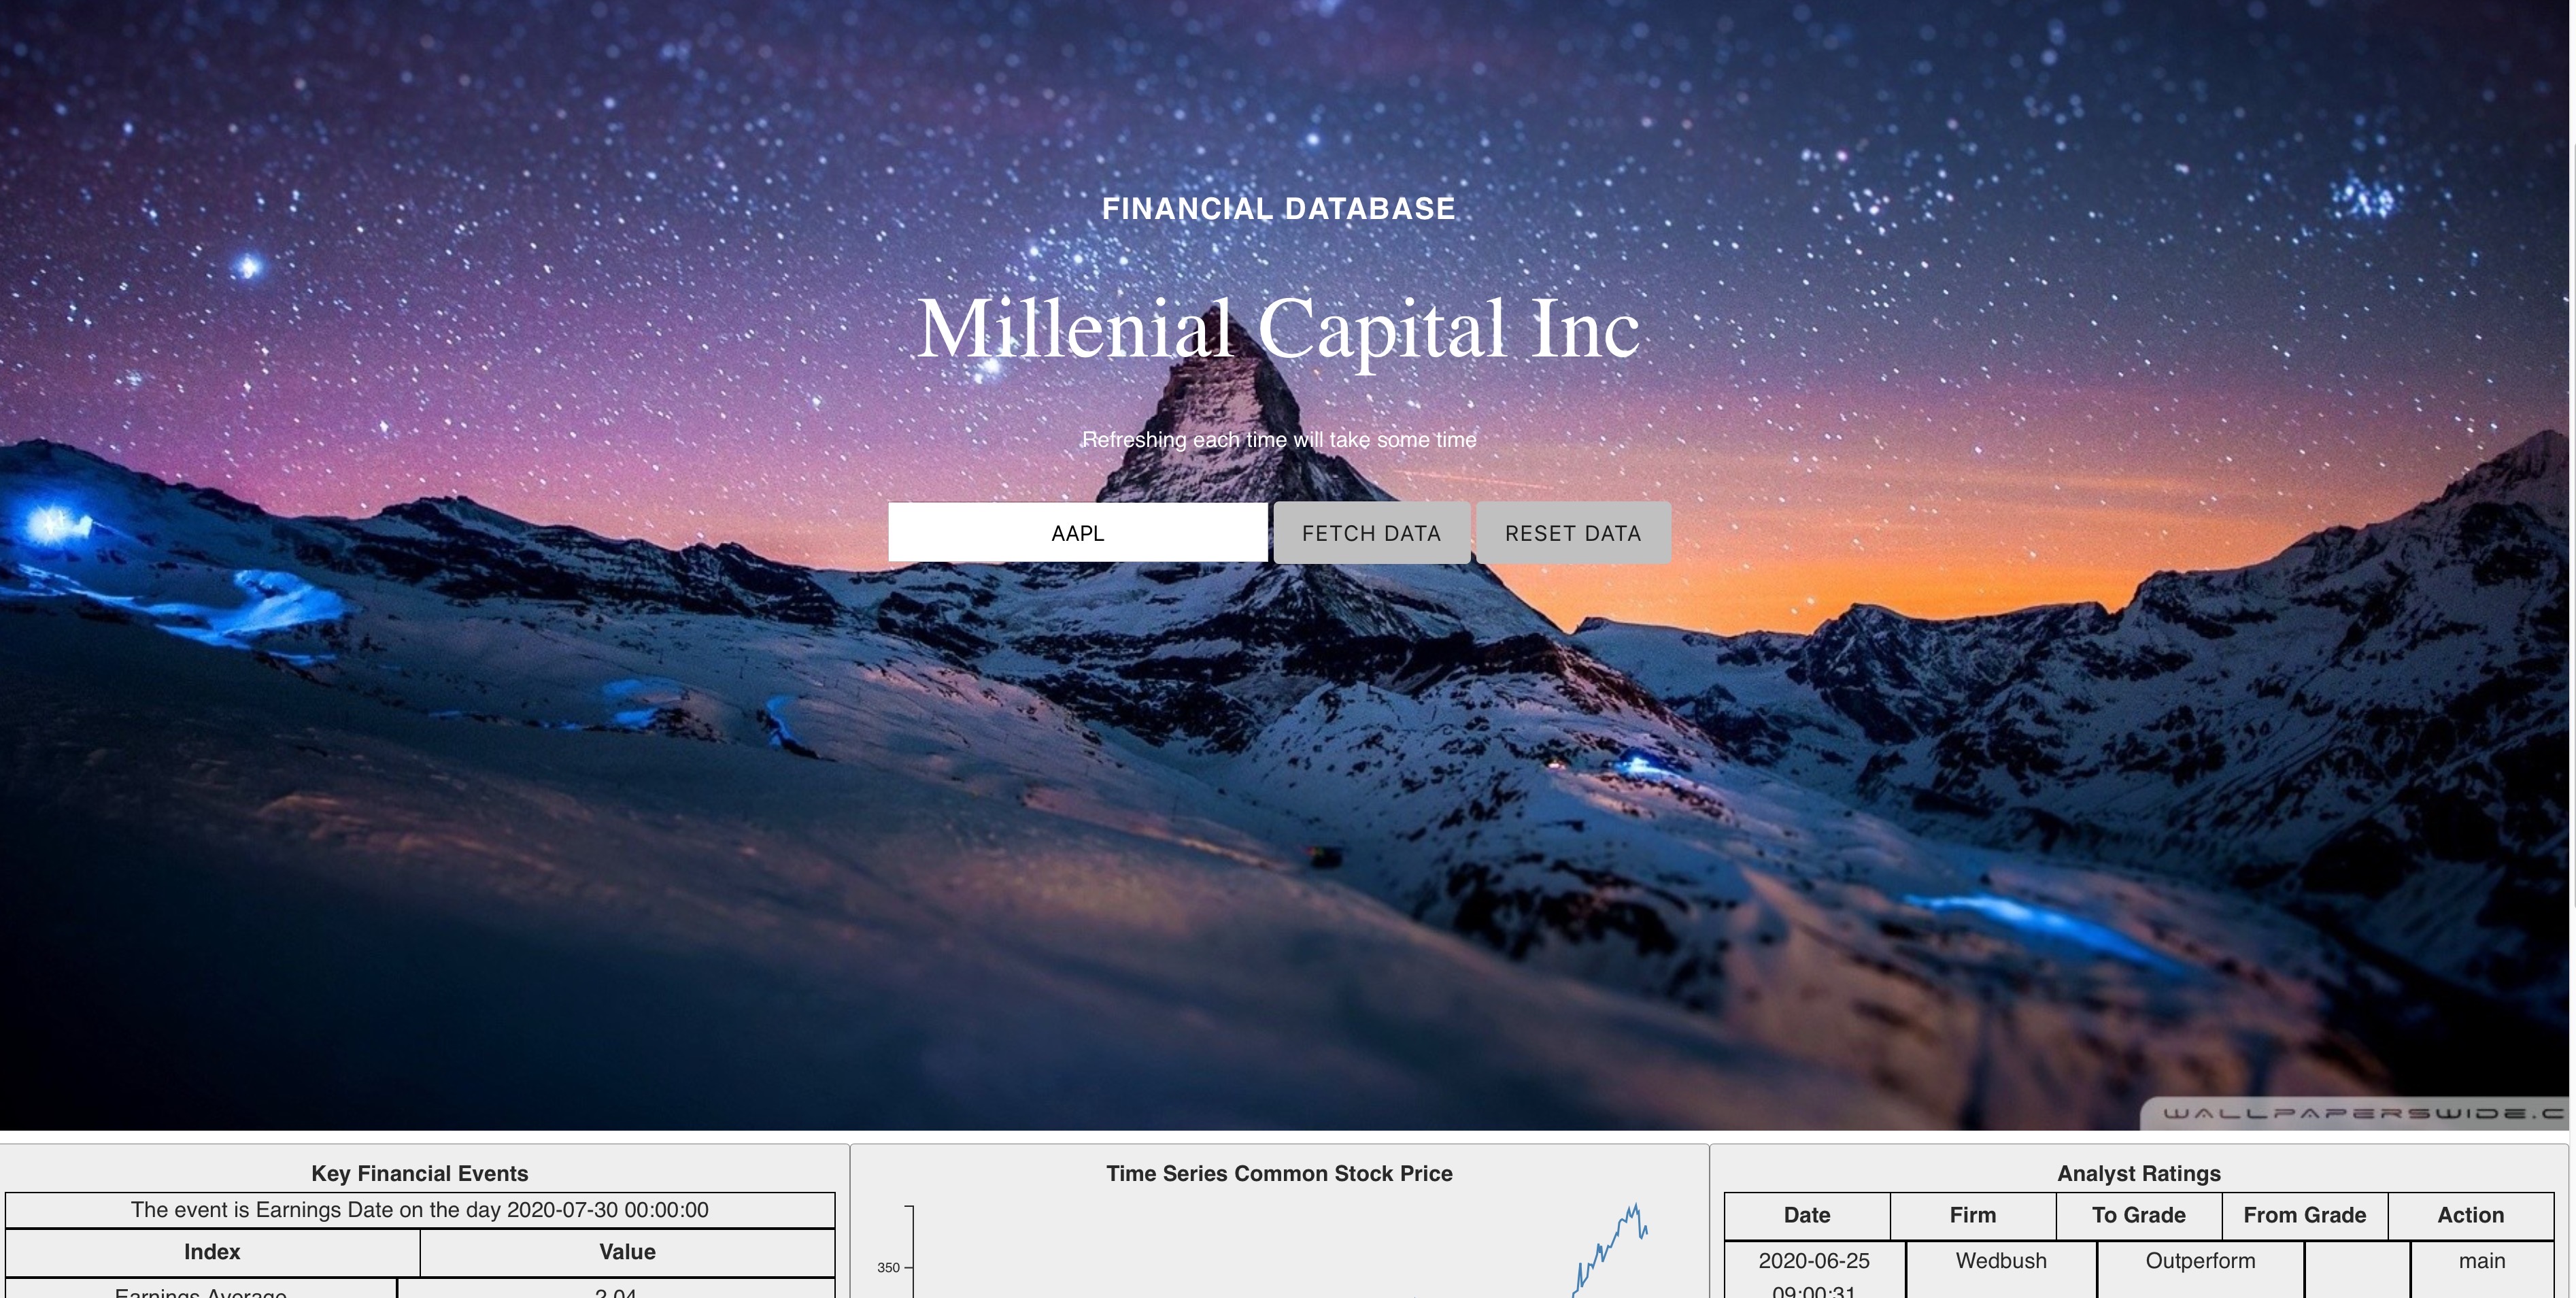 FINANCIAL DATABASE
Millenial Capital Inc
Refreshing each time will take some time
AAPL FETCH DATA RESET DATA
WALLPAPERSWIDE.C
Key Financial Events
The event is Earnings Date on the day 2020-07-30 00:00:00
Index Value
Earnings Average 2.04
Time Series Common Stock Price
350
Analyst Ratings
Date Firm To Grade From Grade Action
2020-06-25 Wedbush Outperform main
09:00:31